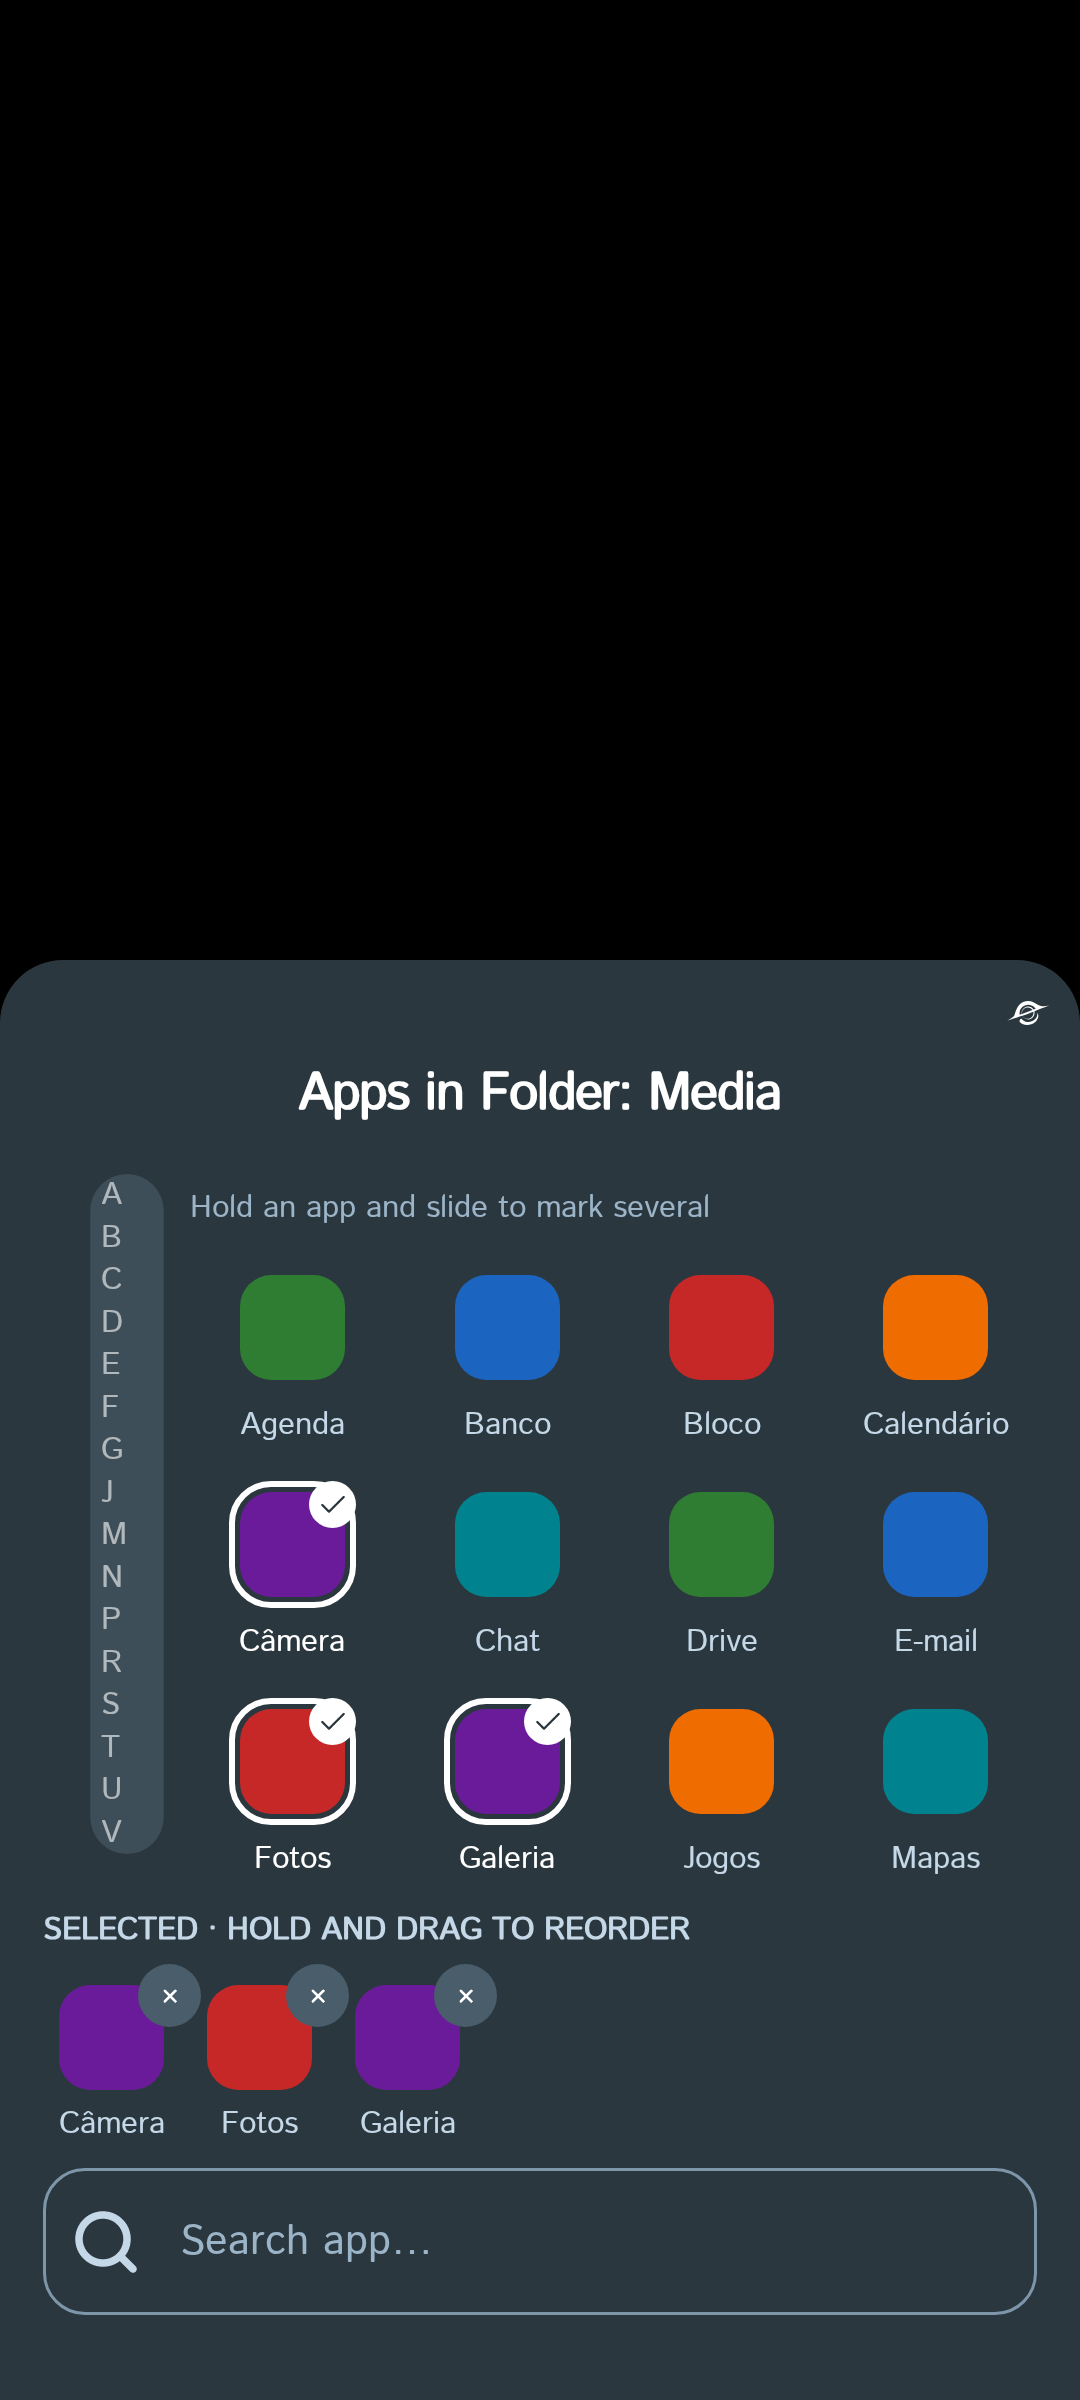 Apps in Folder: Media
Hold an app and slide to mark several
A
B
C
D
E
F
G
J
M
N
P
R
S
T
U
V
Agenda Banco Bloco Calendário
Câmera Chat Drive E-mail
Fotos Galeria Jogos Mapas
SELECTED · HOLD AND DRAG TO REORDER
Câmera Fotos Galeria
Search app...